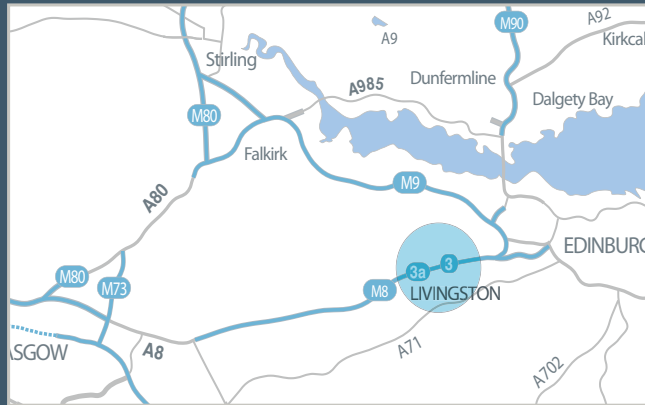 A92
M90
A9
Kirkcal
Stirling
Dunfermline
A985
Dalgety Bay
M80
Falkirk
M9
A80
EDINBURG
3
3a
M80
M73
M8
LIVINGSTON
ASGOW
A8
A71
A702